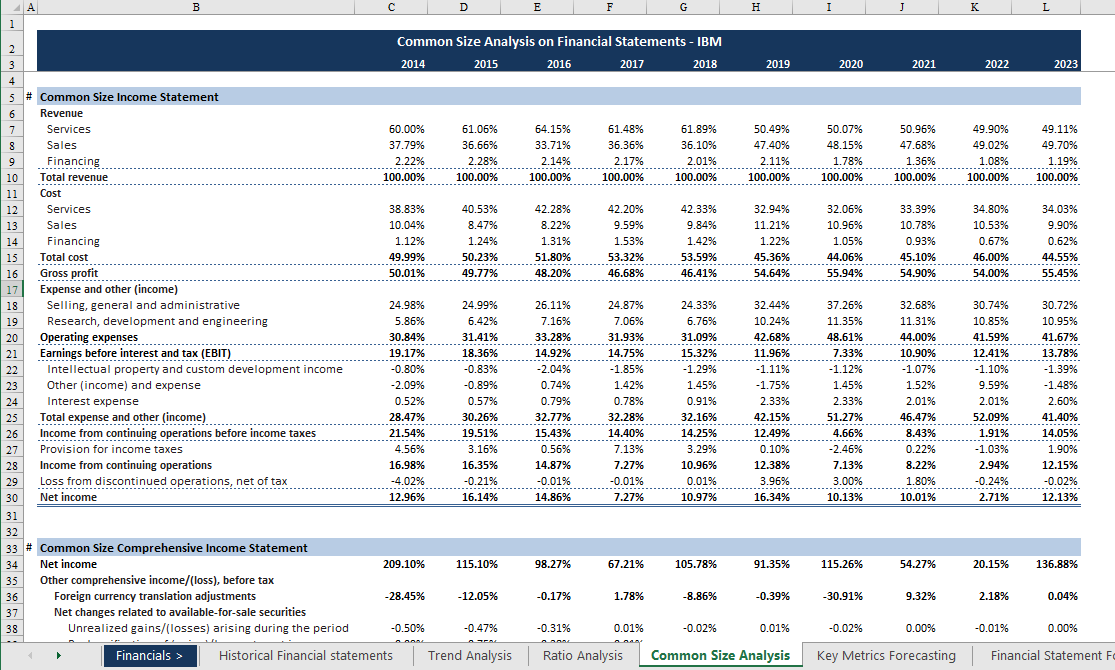 A B C D E F G H I J K L
1
2 Common Size Analysis on Financial Statements - IBM
3 2014 2015 2016 2017 2018 2019 2020 2021 2022 2023
4
5 # Common Size Income Statement
6 Revenue
7 Services 60.00% 61.06% 64.15% 61.48% 61.89% 50.49% 50.07% 50.96% 49.90% 49.11%
8 Sales 37.79% 36.66% 33.71% 36.36% 36.10% 47.40% 48.15% 47.68% 49.02% 49.70%
9 Financing 2.22% 2.28% 2.14% 2.17% 2.01% 2.11% 1.78% 1.36% 1.08% 1.19%
10 Total revenue 100.00% 100.00% 100.00% 100.00% 100.00% 100.00% 100.00% 100.00% 100.00% 100.00%
11 Cost
12 Services 38.83% 40.53% 42.28% 42.20% 42.33% 32.94% 32.06% 33.39% 34.80% 34.03%
13 Sales 10.04% 8.47% 8.22% 9.59% 9.84% 11.21% 10.96% 10.78% 10.53% 9.90%
14 Financing 1.12% 1.24% 1.31% 1.53% 1.42% 1.22% 1.05% 0.93% 0.67% 0.62%
15 Total cost 49.99% 50.23% 51.80% 53.32% 53.59% 45.36% 44.06% 45.10% 46.00% 44.55%
16 Gross profit 50.01% 49.77% 48.20% 46.68% 46.41% 54.64% 55.94% 54.90% 54.00% 55.45%
17 Expense and other (income)
18 Selling, general and administrative 24.98% 24.99% 26.11% 24.87% 24.33% 32.44% 37.26% 32.68% 30.74% 30.72%
19 Research, development and engineering 5.86% 6.42% 7.16% 7.06% 6.76% 10.24% 11.35% 11.31% 10.85% 10.95%
20 Operating expenses 30.84% 31.41% 33.28% 31.93% 31.09% 42.68% 48.61% 44.00% 41.59% 41.67%
21 Earnings before interest and tax (EBIT) 19.17% 18.36% 14.92% 14.75% 15.32% 11.96% 7.33% 10.90% 12.41% 13.78%
22 Intellectual property and custom development income -0.80% -0.83% -2.04% -1.85% -1.29% -1.11% -1.12% -1.07% -1.10% -1.39%
23 Other (income) and expense -2.09% -0.89% 0.74% 1.42% 1.45% -1.75% 1.45% 1.52% 9.59% -1.48%
24 Interest expense 0.52% 0.57% 0.79% 0.78% 0.91% 2.33% 2.33% 2.01% 2.01% 2.60%
25 Total expense and other (income) 28.47% 30.26% 32.77% 32.28% 32.16% 42.15% 51.27% 46.47% 52.09% 41.40%
26 Income from continuing operations before income taxes 21.54% 19.51% 15.43% 14.40% 14.25% 12.49% 4.66% 8.43% 1.91% 14.05%
27 Provision for income taxes 4.56% 3.16% 0.56% 7.13% 3.29% 0.10% -2.46% 0.22% -1.03% 1.90%
28 Income from continuing operations 16.98% 16.35% 14.87% 7.27% 10.96% 12.38% 7.13% 8.22% 2.94% 12.15%
29 Loss from discontinued operations, net of tax -4.02% -0.21% -0.01% -0.01% 0.01% 3.96% 3.00% 1.80% -0.24% -0.02%
30 Net income 12.96% 16.14% 14.86% 7.27% 10.97% 16.34% 10.13% 10.01% 2.71% 12.13%
31
32
33 # Common Size Comprehensive Income Statement
34 Net income 209.10% 115.10% 98.27% 67.21% 105.78% 91.35% 115.26% 54.27% 20.15% 136.88%
35 Other comprehensive income/(loss), before tax
36 Foreign currency translation adjustments -28.45% -12.05% -0.17% 1.78% -8.86% -0.39% -30.91% 9.32% 2.18% 0.04%
37 Net changes related to available-for-sale securities
38 Unrealized gains/(losses) arising during the period -0.50% -0.47% -0.31% 0.01% -0.02% 0.01% -0.02% 0.00% -0.01% 0.00%
Financials > Historical Financial statements Trend Analysis Ratio Analysis Common Size Analysis Key Metrics Forecasting Financial Statement